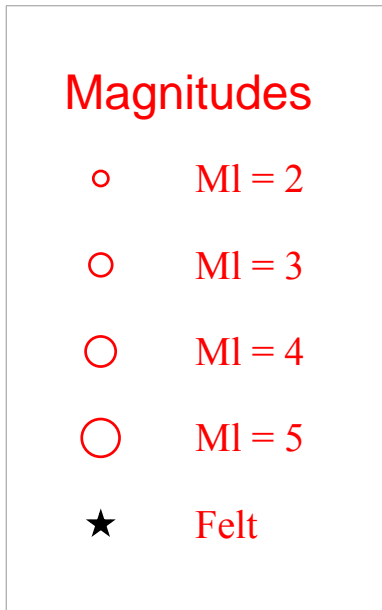 Magnitudes
Ml = 2
Ml = 3
Ml = 4
Ml = 5
Felt